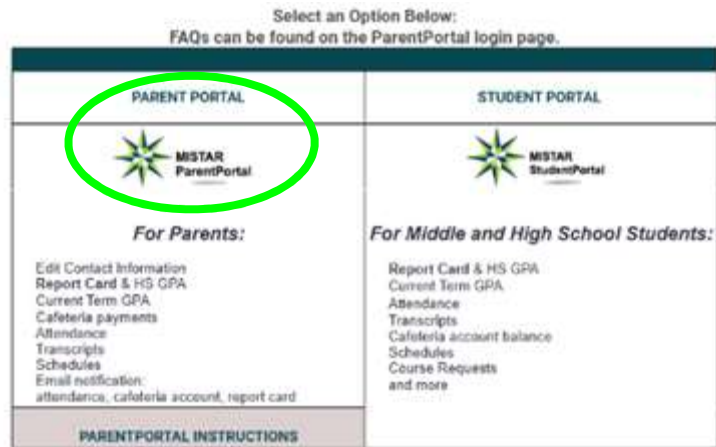 Select an Option Below:
FAQs can be found on the ParentPortal login page.
PARENT PORTAL
MISTAR
ParentPortal
For Parents:
Edit Contact Information
Report Card & HS GPA
Current Term GPA
Cafeteria payments
Attendance
Transcripts
Schedules
Email notification:
attendance, cafeteria account, report card
PARENTPORTAL INSTRUCTIONS
STUDENT PORTAL
MISTAR
StudentPortal
For Middle and High School Students:
Report Card & HS GPA
Current Term GPA
Attendance
Transcripts
Cafeteria account balance
Schedules
Course Requests
and more